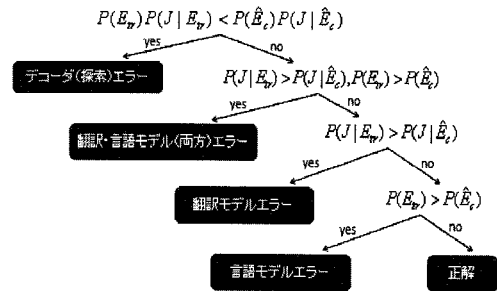 P(E_tr)P(J|E_tr) < P(Ê_c)P(J|Ê_c)
yes
no
デコーダ(探索)エラー
P(J|E_tr)>P(J|Ê_c),P(E_tr)>P(Ê_c)
yes
no
翻訳・言語モデル(両方)エラー
P(J|E_tr)>P(J|Ê_c)
yes
no
翻訳モデルエラー
P(E_tr)>P(Ê_c)
yes
no
言語モデルエラー
正解